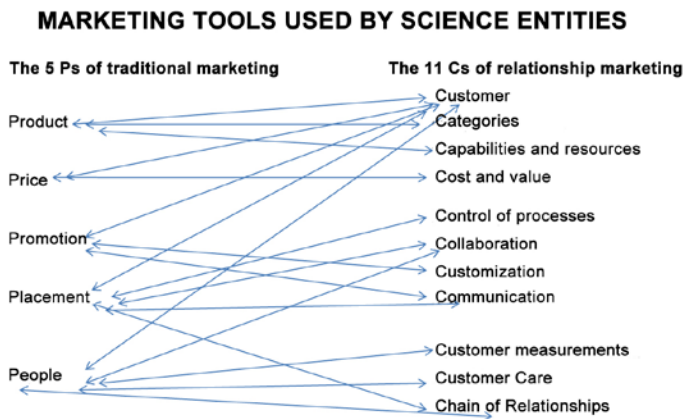 MARKETING TOOLS USED BY SCIENCE ENTITIES
The 5 Ps of traditional marketing
Product
Price
Promotion
Placement
People
The 11 Cs of relationship marketing
Customer
Categories
Capabilities and resources
Cost and value
Control of processes
Collaboration
Customization
Communication
Customer measurements
Customer Care
Chain of Relationships